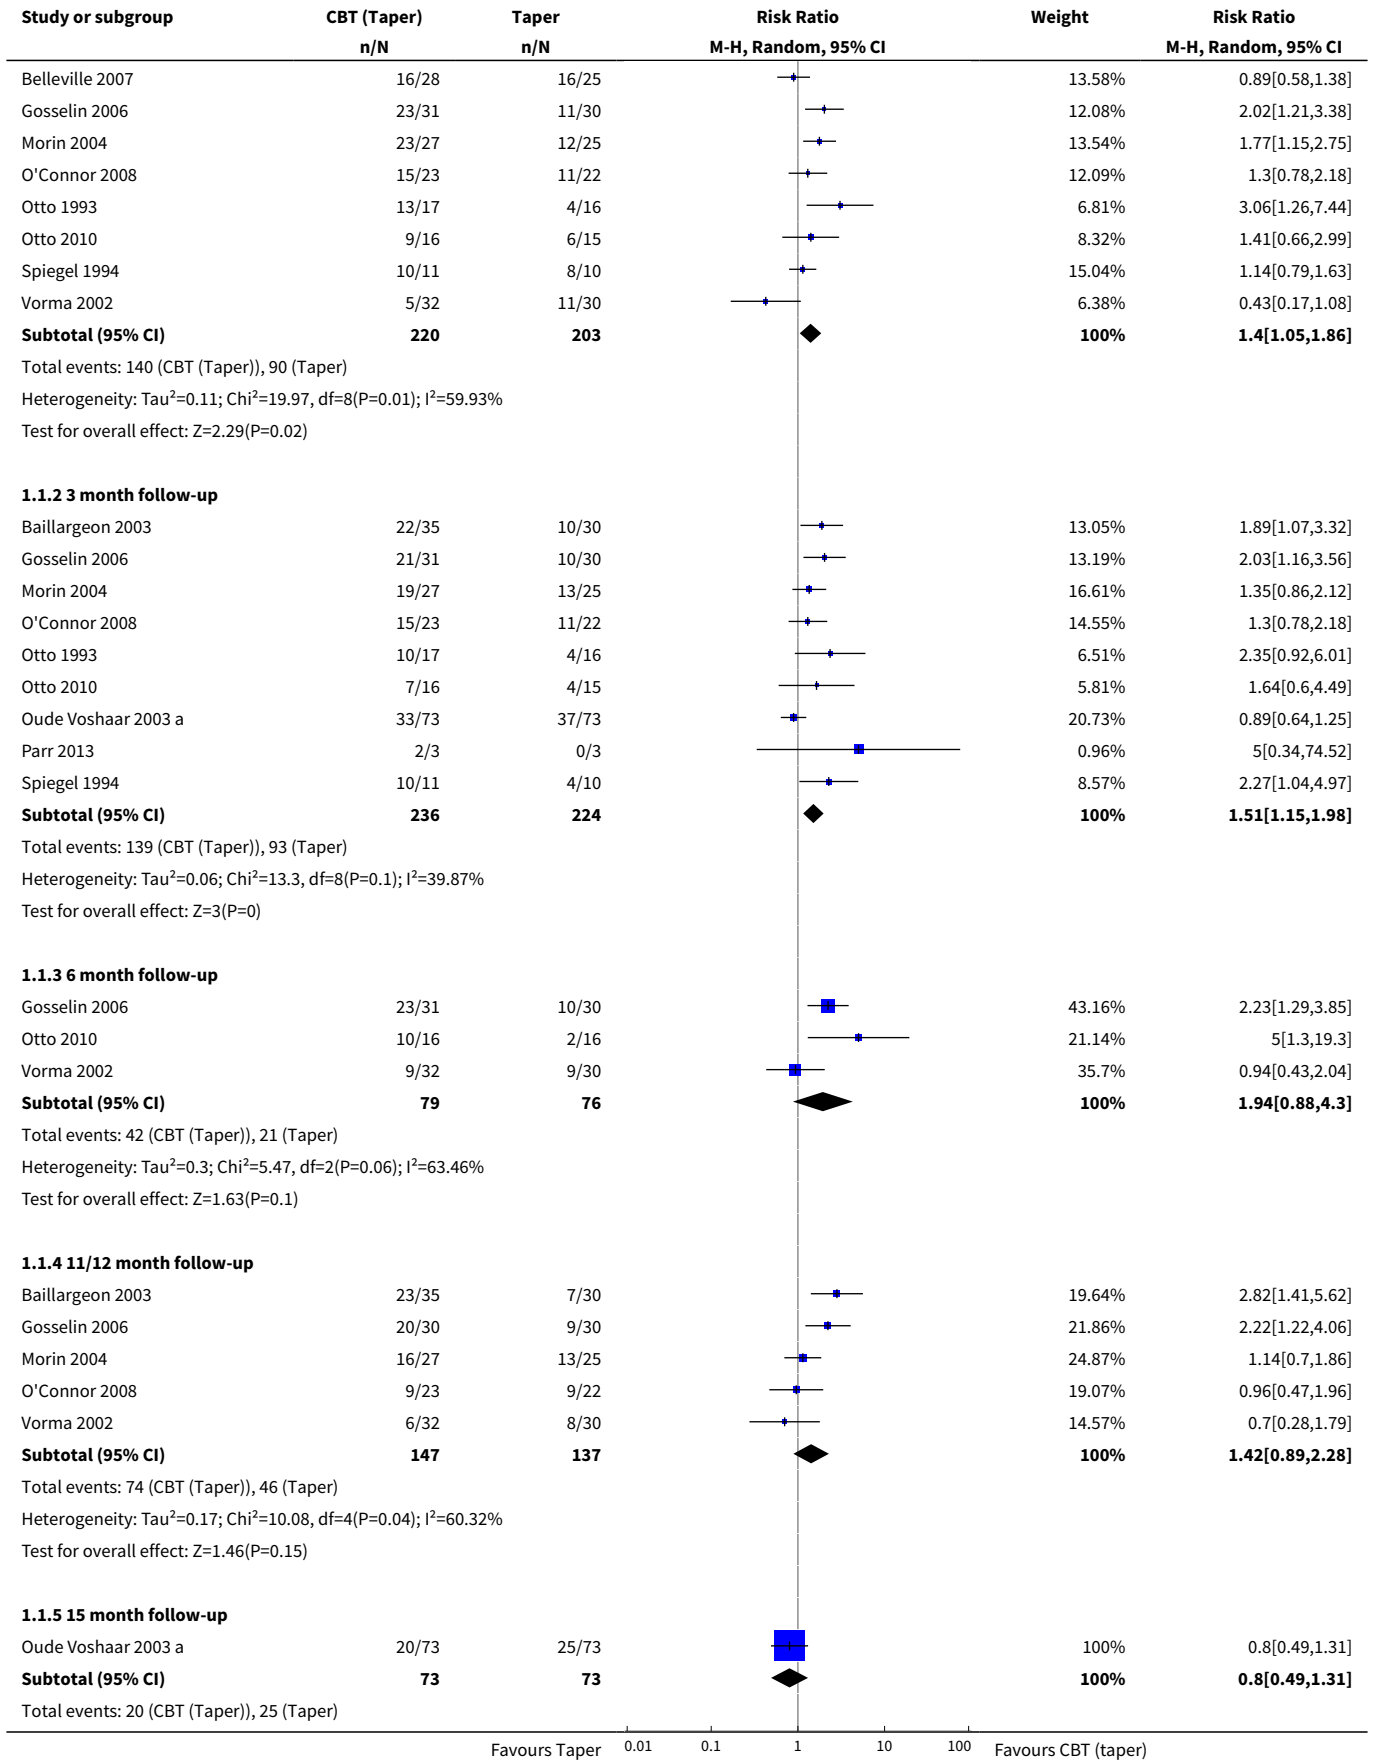 Study or subgroup CBT (Taper) Taper Risk Ratio Weight Risk Ratio
n/N n/N M-H, Random, 95% CI M-H, Random, 95% CI
Belleville 2007 16/28 16/25 13.58% 0.89[0.58,1.38]
Gosselin 2006 23/31 11/30 12.08% 2.02[1.21,3.38]
Morin 2004 23/27 12/25 13.54% 1.77[1.15,2.75]
O'Connor 2008 15/23 11/22 12.09% 1.3[0.78,2.18]
Otto 1993 13/17 4/16 6.81% 3.06[1.26,7.44]
Otto 2010 9/16 6/15 8.32% 1.41[0.66,2.99]
Spiegel 1994 10/11 8/10 15.04% 1.14[0.79,1.63]
Vorma 2002 5/32 11/30 6.38% 0.43[0.17,1.08]
Subtotal (95% CI) 220 203 100% 1.4[1.05,1.86]
Total events: 140 (CBT (Taper)), 90 (Taper)
Heterogeneity: Tau²=0.11; Chi²=19.97, df=8(P=0.01); I²=59.93%
Test for overall effect: Z=2.29(P=0.02)
1.1.2 3 month follow-up
Baillargeon 2003 22/35 10/30 13.05% 1.89[1.07,3.32]
Gosselin 2006 21/31 10/30 13.19% 2.03[1.16,3.56]
Morin 2004 19/27 13/25 16.61% 1.35[0.86,2.12]
O'Connor 2008 15/23 11/22 14.55% 1.3[0.78,2.18]
Otto 1993 10/17 4/16 6.51% 2.35[0.92,6.01]
Otto 2010 7/16 4/15 5.81% 1.64[0.6,4.49]
Oude Voshaar 2003 a 33/73 37/73 20.73% 0.89[0.64,1.25]
Parr 2013 2/3 0/3 0.96% 5[0.34,74.52]
Spiegel 1994 10/11 4/10 8.57% 2.27[1.04,4.97]
Subtotal (95% CI) 236 224 100% 1.51[1.15,1.98]
Total events: 139 (CBT (Taper)), 93 (Taper)
Heterogeneity: Tau²=0.06; Chi²=13.3, df=8(P=0.1); I²=39.87%
Test for overall effect: Z=3(P=0)
1.1.3 6 month follow-up
Gosselin 2006 23/31 10/30 43.16% 2.23[1.29,3.85]
Otto 2010 10/16 2/16 21.14% 5[1.3,19.3]
Vorma 2002 9/32 9/30 35.7% 0.94[0.43,2.04]
Subtotal (95% CI) 79 76 100% 1.94[0.88,4.3]
Total events: 42 (CBT (Taper)), 21 (Taper)
Heterogeneity: Tau²=0.3; Chi²=5.47, df=2(P=0.06); I²=63.46%
Test for overall effect: Z=1.63(P=0.1)
1.1.4 11/12 month follow-up
Baillargeon 2003 23/35 7/30 19.64% 2.82[1.41,5.62]
Gosselin 2006 20/30 9/30 21.86% 2.22[1.22,4.06]
Morin 2004 16/27 13/25 24.87% 1.14[0.7,1.86]
O'Connor 2008 9/23 9/22 19.07% 0.96[0.47,1.96]
Vorma 2002 6/32 8/30 14.57% 0.7[0.28,1.79]
Subtotal (95% CI) 147 137 100% 1.42[0.89,2.28]
Total events: 74 (CBT (Taper)), 46 (Taper)
Heterogeneity: Tau²=0.17; Chi²=10.08, df=4(P=0.04); I²=60.32%
Test for overall effect: Z=1.46(P=0.15)
1.1.5 15 month follow-up
Oude Voshaar 2003 a 20/73 25/73 100% 0.8[0.49,1.31]
Subtotal (95% CI) 73 73 100% 0.8[0.49,1.31]
Total events: 20 (CBT (Taper)), 25 (Taper)
Favours Taper 0.01 0.1 1 10 100 Favours CBT (taper)